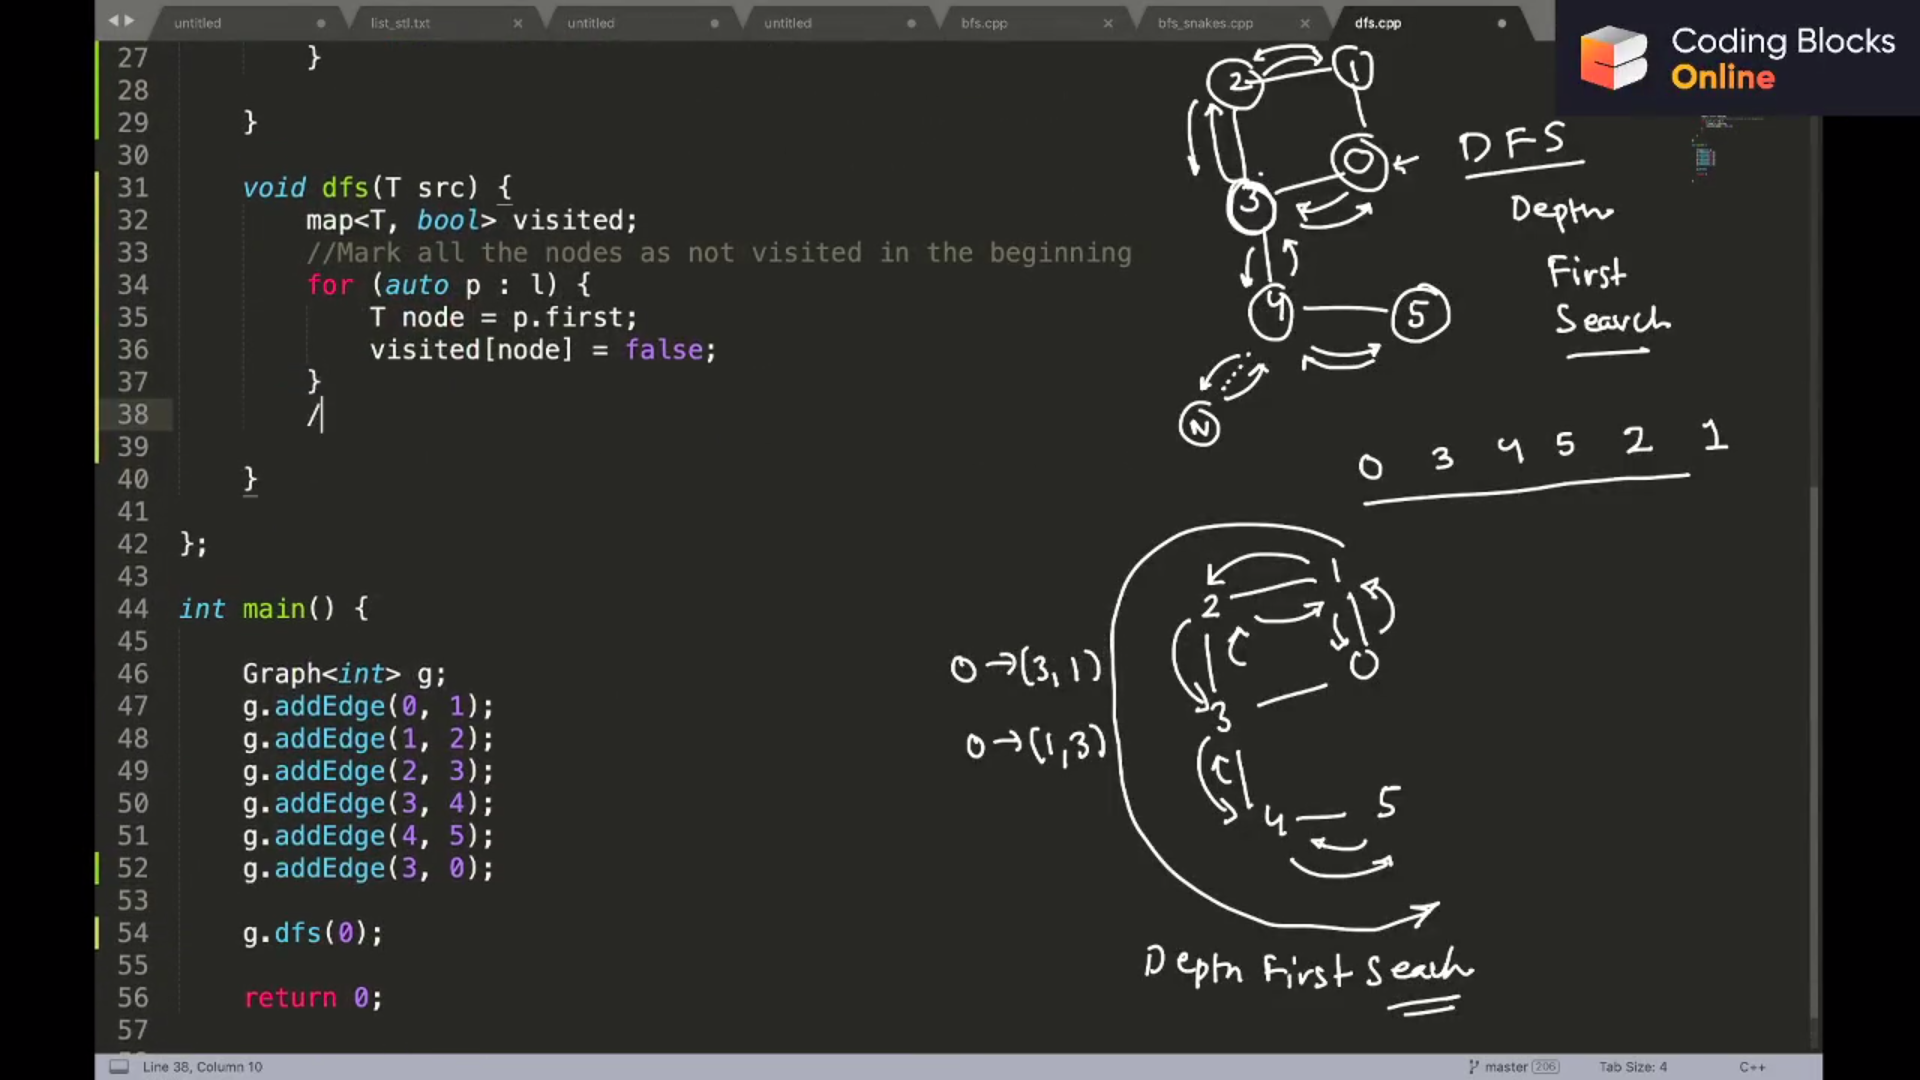 untitled
list_stl.txt
untitled
untitled
bfs.cpp
bfs_snakes.cpp
dfs.cpp
Coding Blocks
Online
27 }
28
29 }
30
31 void dfs(T src) {
32 map<T, bool> visited;
33 //Mark all the nodes as not visited in the beginning
34 for (auto p : l) {
35 T node = p.first;
36 visited[node] = false;
37 }
38 /
39
40 }
41
42 };
43
44 int main() {
45
46 Graph<int> g;
47 g.addEdge(0, 1);
48 g.addEdge(1, 2);
49 g.addEdge(2, 3);
50 g.addEdge(3, 4);
51 g.addEdge(4, 5);
52 g.addEdge(3, 0);
53
54 g.dfs(0);
55
56 return 0;
57
2 1
0
3
4 5
N
DFS
Depth
First
Search
0 3 4 5 2 1
1
2
0
3
4 5
0→(3,1)
0→(1,3)
Depth First Seach
Line 38, Column 10
master 206
Tab Size: 4
C++